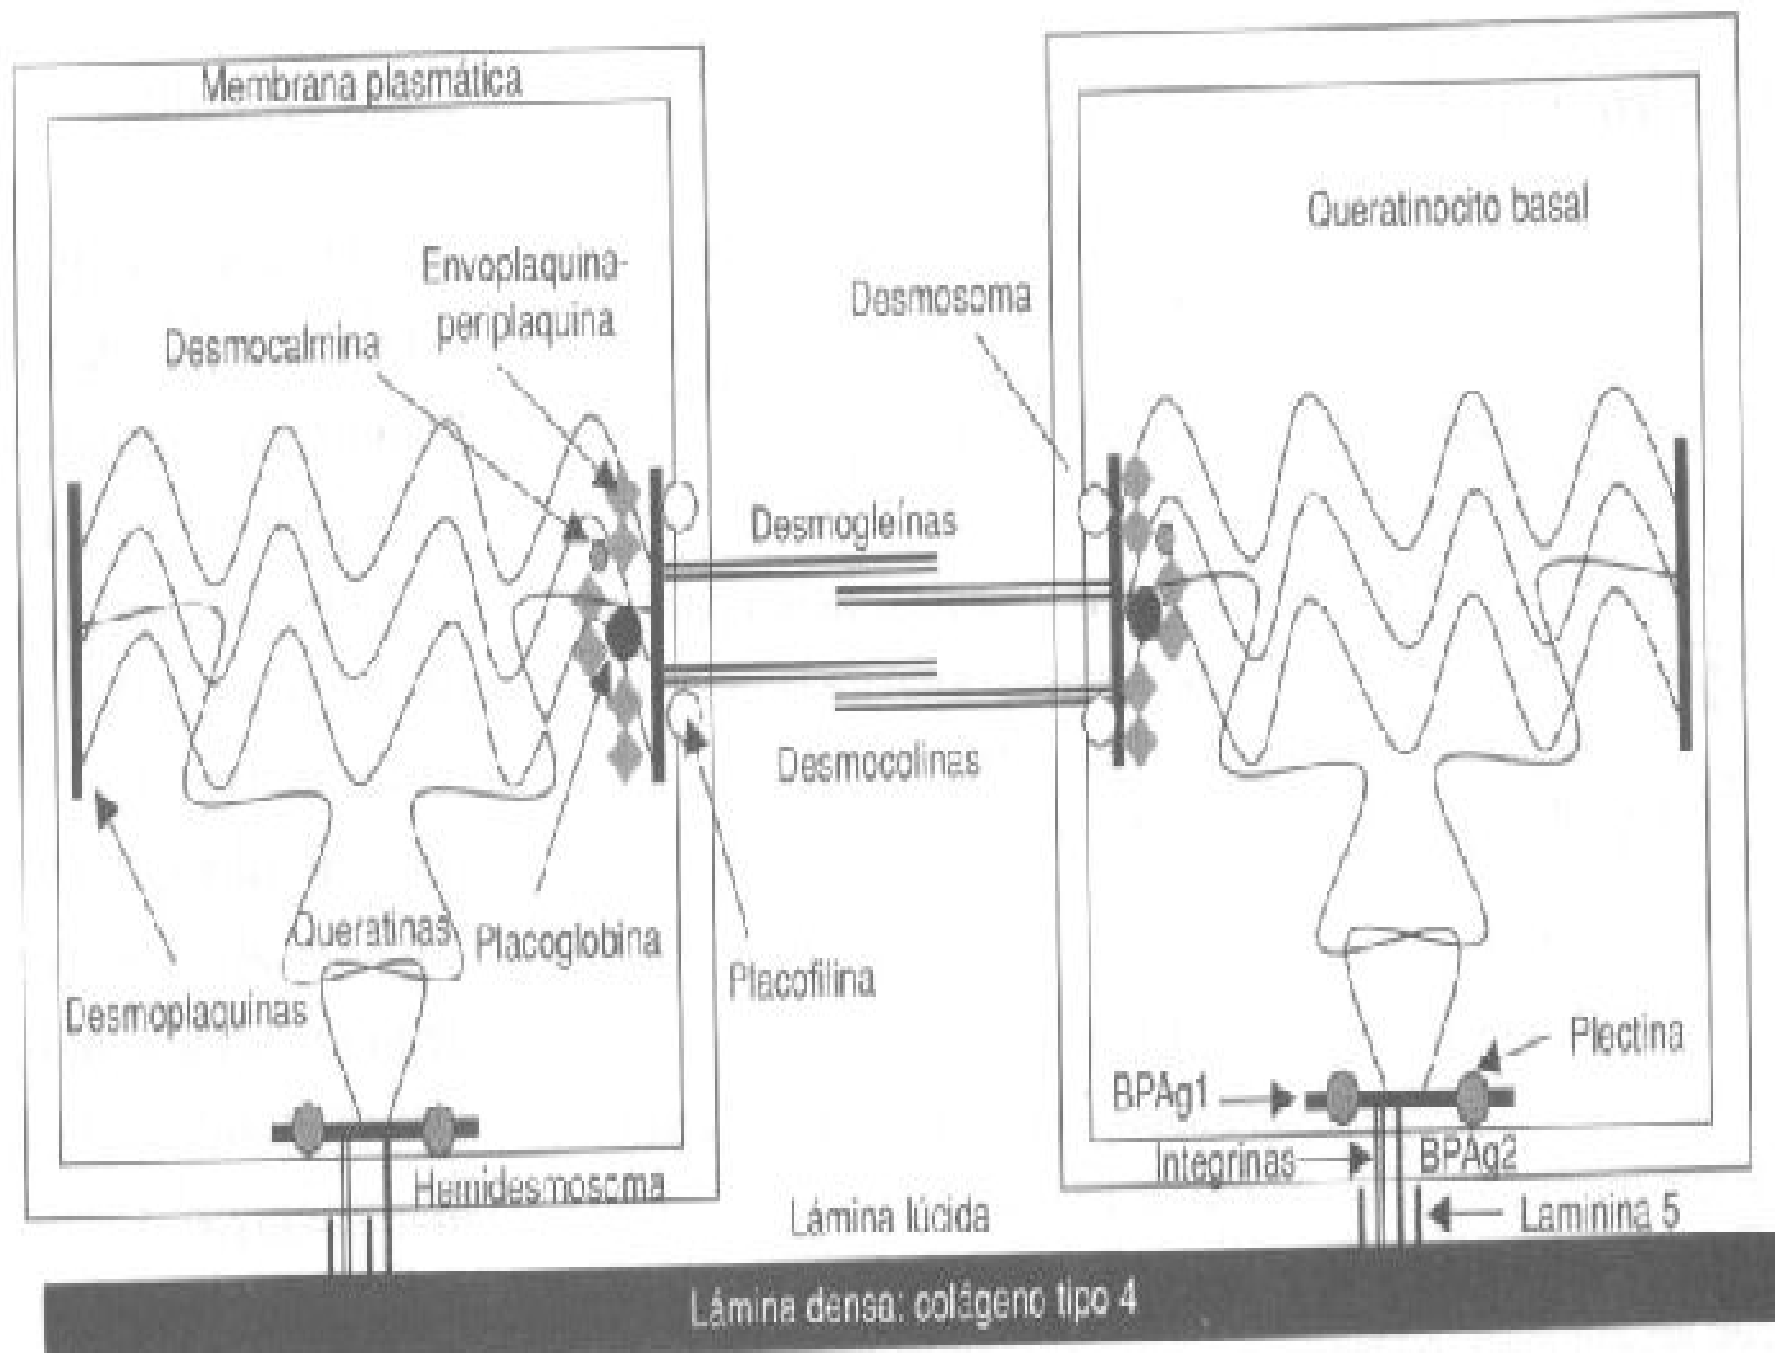 Membrana plasmática
Queratinocito basal
Envoplaquina-
periplaquina
Desmosoma
Desmocalmina
Desmogleínas
Desmocolinas
Queratinas
Placoglobina
Placofilina
Desmoplaquinas
Plectina
BPAg1
Integrinas
BPAg2
Hemidesmosoma
Lámina lúcida
Laminina 5
Lámina densa: colágeno tipo 4